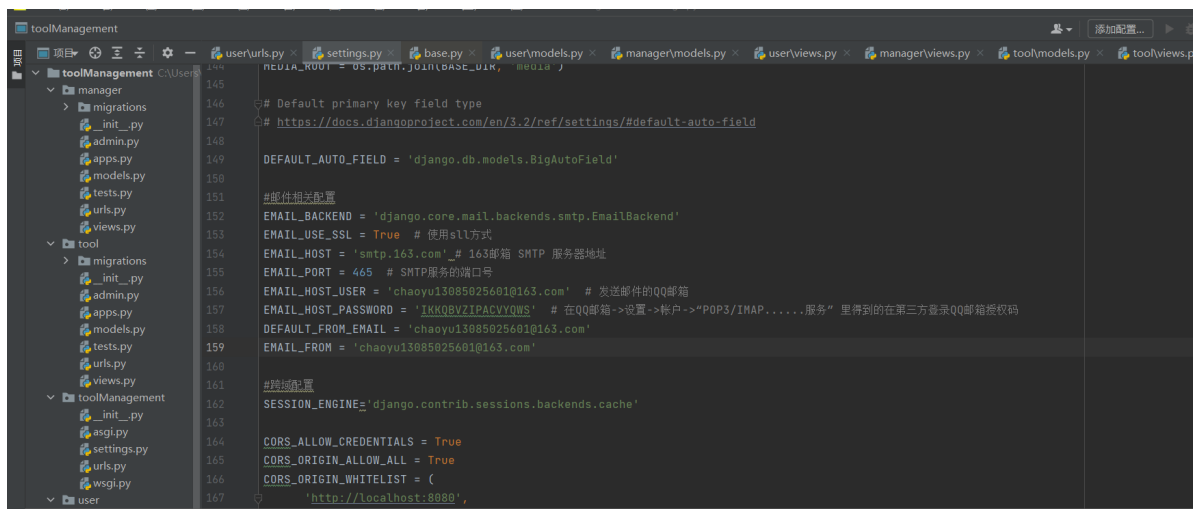 toolManagement
添加配置...
项目
user\urls.py
settings.py
base.py
user\models.py
manager\models.py
user\views.py
manager\views.py
tool\models.py
tool\views.p
toolManagement C:\Users
manager
migrations
__init__.py
admin.py
apps.py
models.py
tests.py
urls.py
views.py
tool
migrations
__init__.py
admin.py
apps.py
models.py
tests.py
urls.py
views.py
toolManagement
__init__.py
asgi.py
settings.py
urls.py
wsgi.py
user
144 MEDIA_ROOT = os.path.join(BASE_DIR, 'media')
145
146 # Default primary key field type
147 # https://docs.djangoproject.com/en/3.2/ref/settings/#default-auto-field
148
149 DEFAULT_AUTO_FIELD = 'django.db.models.BigAutoField'
150
151 #邮件相关配置
152 EMAIL_BACKEND = 'django.core.mail.backends.smtp.EmailBackend'
153 EMAIL_USE_SSL = True # 使用sll方式
154 EMAIL_HOST = 'smtp.163.com' # 163邮箱 SMTP 服务器地址
155 EMAIL_PORT = 465 # SMTP服务的端口号
156 EMAIL_HOST_USER = 'chaoyu13085025601@163.com' # 发送邮件的QQ邮箱
157 EMAIL_HOST_PASSWORD = 'IKKQBVZIPACVYQWS' # 在QQ邮箱->设置->帐户->“POP3/IMAP......服务” 里得到的在第三方登录QQ邮箱授权码
158 DEFAULT_FROM_EMAIL = 'chaoyu13085025601@163.com'
159 EMAIL_FROM = 'chaoyu13085025601@163.com'
160
161 #跨域配置
162 SESSION_ENGINE='django.contrib.sessions.backends.cache'
163
164 CORS_ALLOW_CREDENTIALS = True
165 CORS_ORIGIN_ALLOW_ALL = True
166 CORS_ORIGIN_WHITELIST = (
167 'http://localhost:8080',